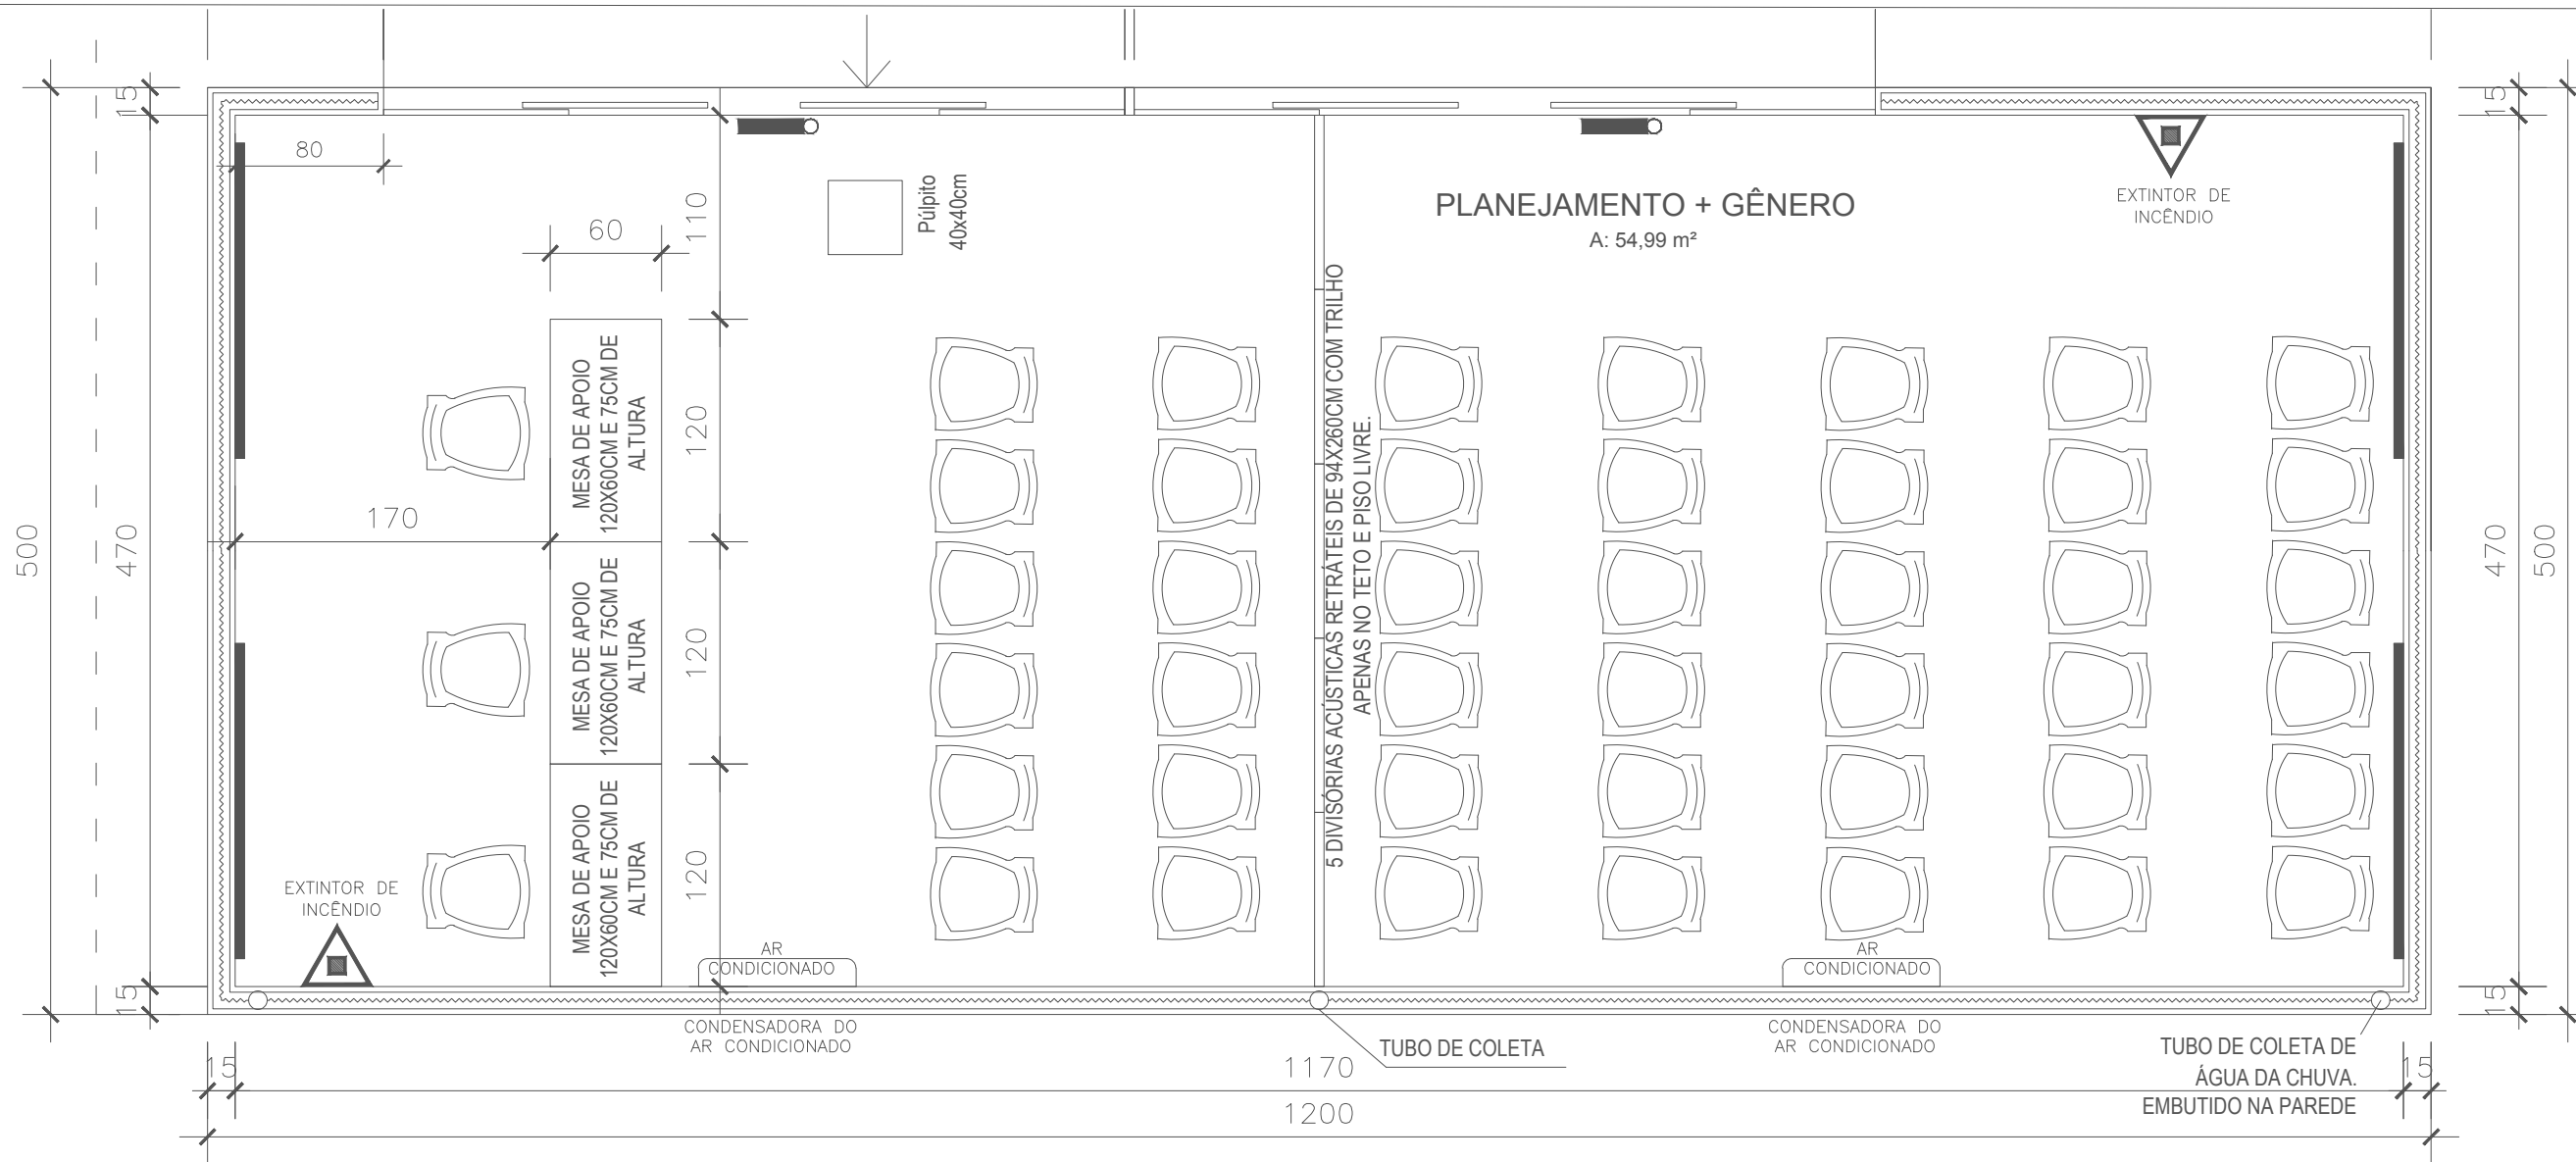 15
15
80
60
110
Púlpito
40x40cm
PLANEJAMENTO + GÊNERO
A: 54,99 m²
EXTINTOR DE
INCÊNDIO
500
470
170
MESA DE APOIO
120X60CM E 75CM DE
ALTURA
120
MESA DE APOIO
120X60CM E 75CM DE
ALTURA
120
MESA DE APOIO
120X60CM E 75CM DE
ALTURA
120
5 DIVISÓRIAS ACÚSTICAS RETRÁTEIS DE 94X260CM COM TRILHO
APENAS NO TETO E PISO LIVRE.
470
500
EXTINTOR DE
INCÊNDIO
AR
CONDICIONADO
AR
CONDICIONADO
15
15
CONDENSADORA DO
AR CONDICIONADO
TUBO DE COLETA
CONDENSADORA DO
AR CONDICIONADO
TUBO DE COLETA DE
ÁGUA DA CHUVA.
EMBUTIDO NA PAREDE
15
1170
15
1200